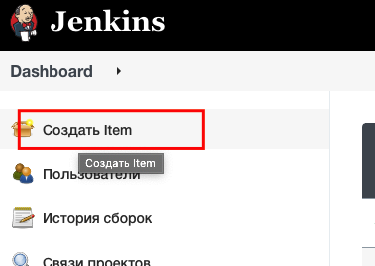 Jenkins
Dashboard
Создать Item
Создать Item
Пользователи
История сборок
Связи проектов